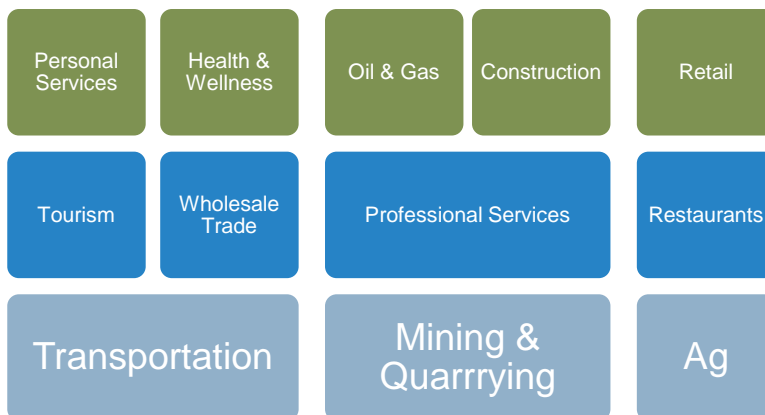 Personal
Services
Health &
Wellness
Oil & Gas
Construction
Retail
Tourism
Wholesale
Trade
Professional Services
Restaurants
Transportation
Mining &
Quarrrying
Ag